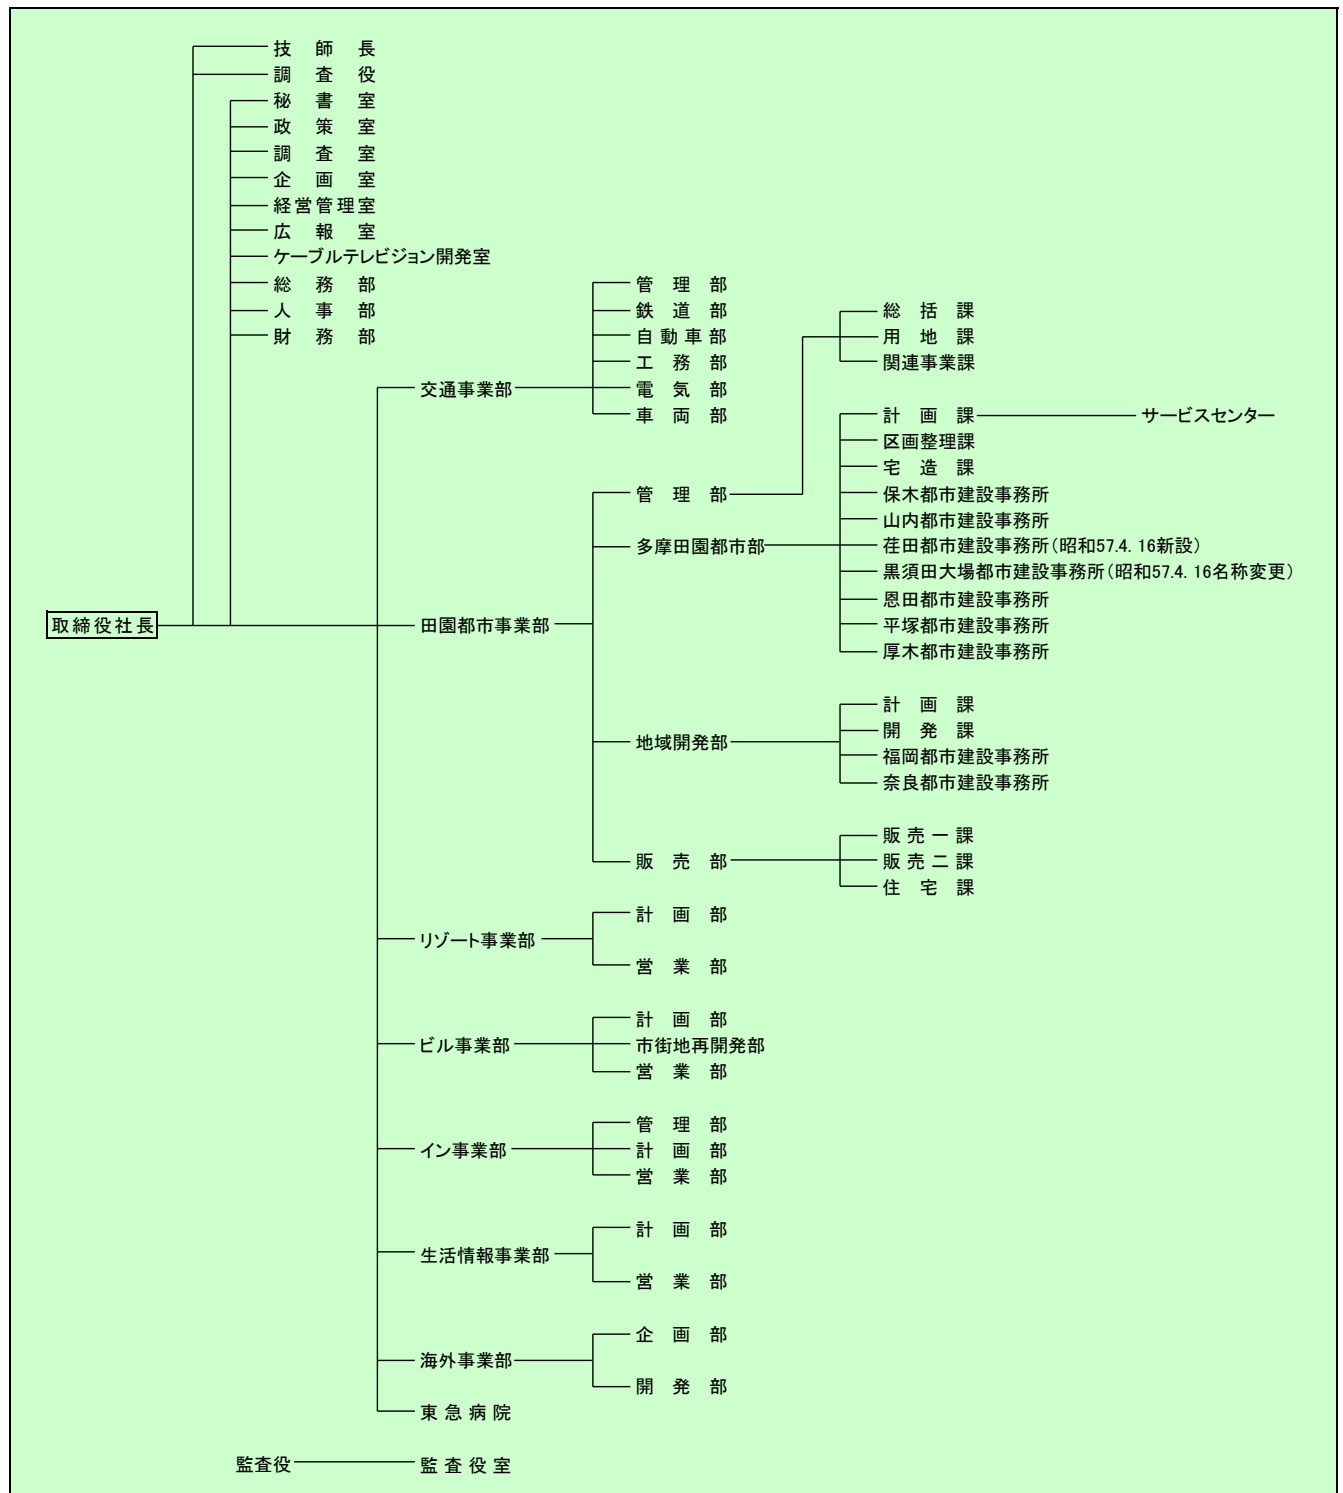 技師長
調査役
秘書室
政策室
調査室
企画室
経営管理室
広報室
ケーブルテレビジョン開発室
総務部
人事部
財務部
取締役社長
交通事業部
管理部
鉄道部
自動車部
工務部
電気部
車両部
田園都市事業部
管理部
総括課
用地課
関連事業課
多摩田園都市部
計画課
サービスセンター
区画整理課
宅造課
保木都市建設事務所
山内都市建設事務所
荏田都市建設事務所(昭和57.4.16新設)
黒須田大場都市建設事務所(昭和57.4.16名称変更)
恩田都市建設事務所
平塚都市建設事務所
厚木都市建設事務所
地域開発部
計画課
開発課
福岡都市建設事務所
奈良都市建設事務所
販売部
販売一課
販売二課
住宅課
リゾート事業部
計画部
営業部
ビル事業部
計画部
市街地再開発部
営業部
イン事業部
管理部
計画部
営業部
生活情報事業部
計画部
営業部
海外事業部
企画部
開発部
東急病院
監査役
監査役室